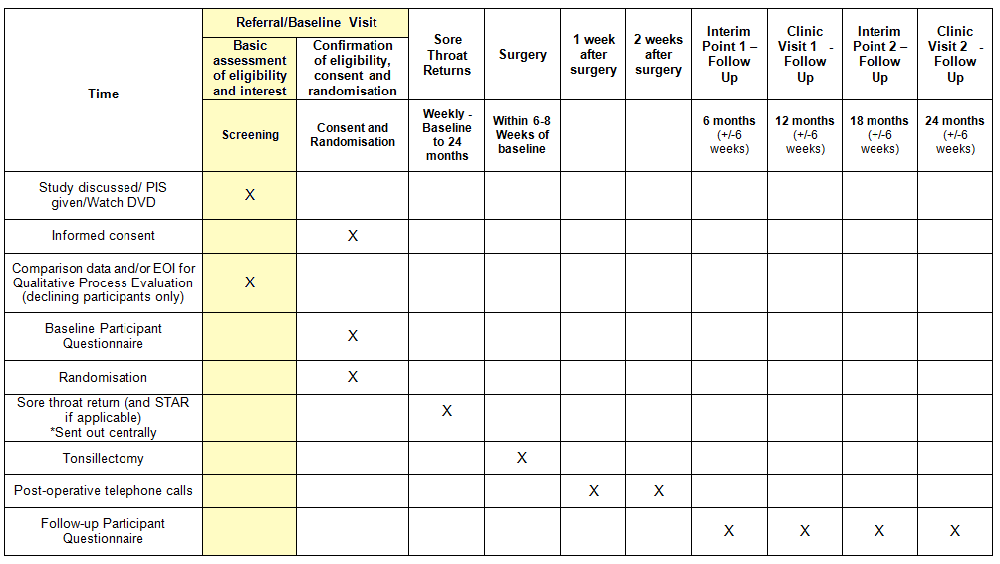 Time
Referral/Baseline Visit
Basic
assessment
of eligibility
and interest
Confirmation
of eligibility,
consent and
randomisation
Sore
Throat
Returns
Surgery
1 week
after
surgery
2 weeks
after
surgery
Interim
Point 1 –
Follow
Up
Clinic
Visit 1 -
Follow
Up
Interim
Point 2 –
Follow
Up
Clinic
Visit 2 -
Follow
Up
Screening
Consent and
Randomisation
Weekly -
Baseline
to 24
months
Within 6-8
Weeks of
baseline
6 months
(+/-6
weeks)
12 months
(+/-6
weeks)
18 months
(+/-6
weeks)
24 months
(+/-6
weeks)
Study discussed/ PIS
given/Watch DVD
X
Informed consent
X
Comparison data and/or EOI for
Qualitative Process Evaluation
(declining participants only)
X
Baseline Participant
Questionnaire
X
Randomisation
X
Sore throat return (and STAR
if applicable)
*Sent out centrally
X
Tonsillectomy
X
Post-operative telephone calls
X X
Follow-up Participant
Questionnaire
X X X X